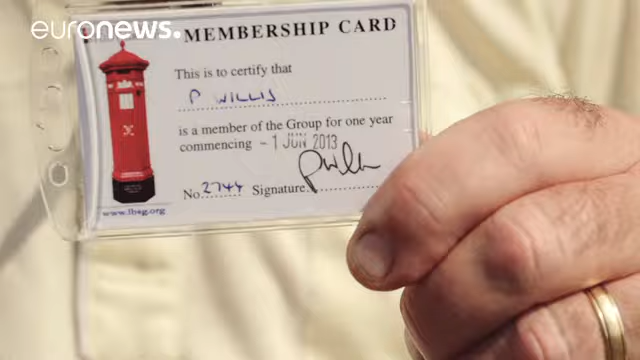 euronews.
MEMBERSHIP CARD
This is to certify that
P WILLIS
is a member of the Group for one year
commencing - 1 JUN 2013
No. 2744 Signature:
www.lbsg.org